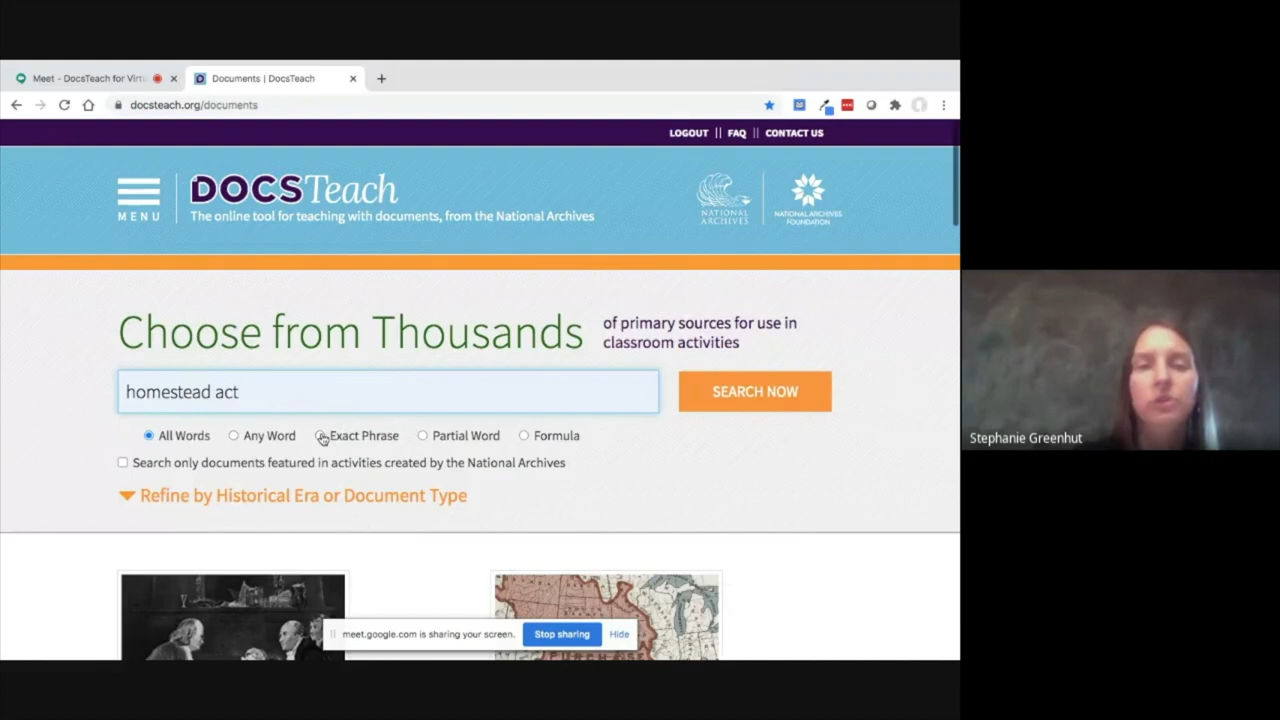 Meet - DocsTeach for Virtu
Documents | DocsTeach
docsteach.org/documents
LOGOUT || FAQ || CONTACT US
MENU
DOCSTeach
The online tool for teaching with documents, from the National Archives
NATIONAL
ARCHIVES
NATIONAL ARCHIVES
FOUNDATION
Choose from Thousands
of primary sources for use in
classroom activities
homestead act
SEARCH NOW
All Words Any Word Exact Phrase Partial Word Formula
Search only documents featured in activities created by the National Archives
Refine by Historical Era or Document Type
PURCHASE
meet.google.com is sharing your screen. Stop sharing Hide
Stephanie Greenhut